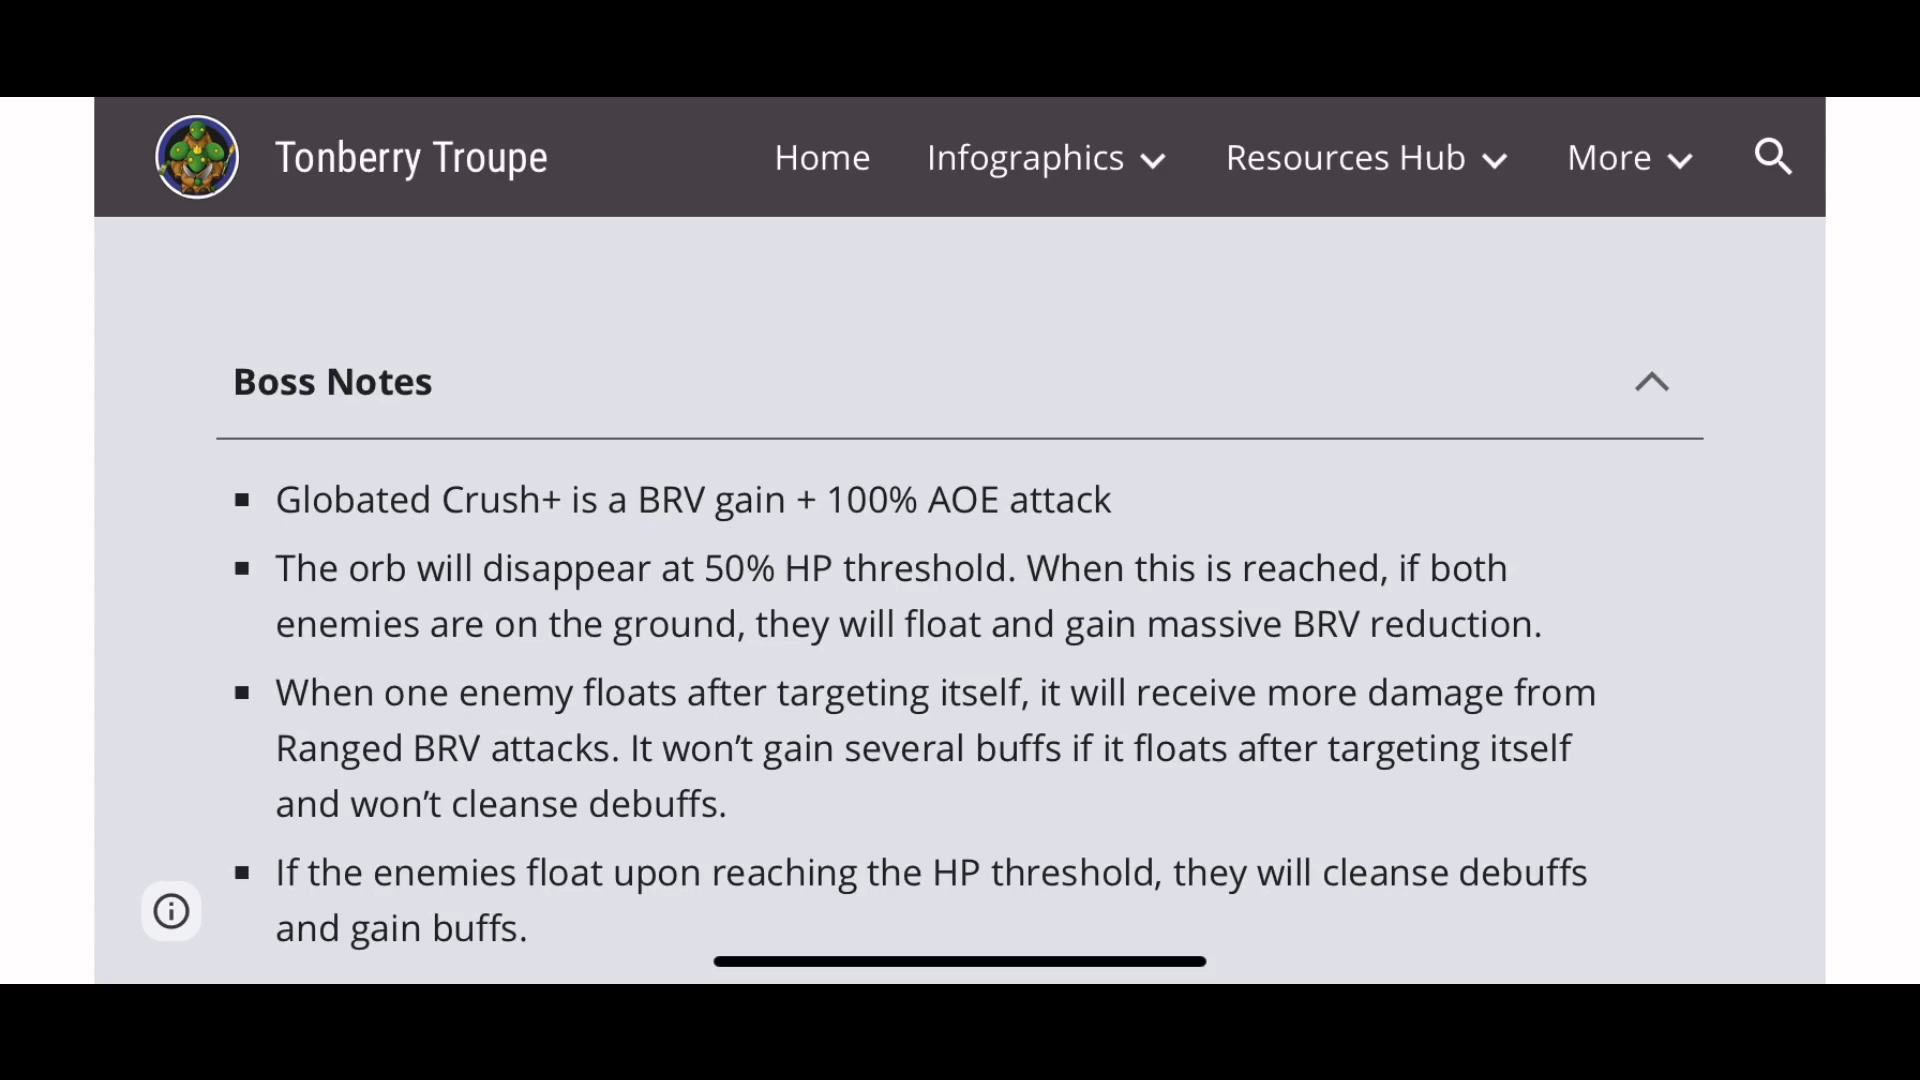 Tonberry Troupe
Home
Infographics
Resources Hub
More
Boss Notes
▪ Globated Crush+ is a BRV gain + 100% AOE attack
▪ The orb will disappear at 50% HP threshold. When this is reached, if both
enemies are on the ground, they will float and gain massive BRV reduction.
▪ When one enemy floats after targeting itself, it will receive more damage from
Ranged BRV attacks. It won’t gain several buffs if it floats after targeting itself
and won’t cleanse debuffs.
▪ If the enemies float upon reaching the HP threshold, they will cleanse debuffs
and gain buffs.